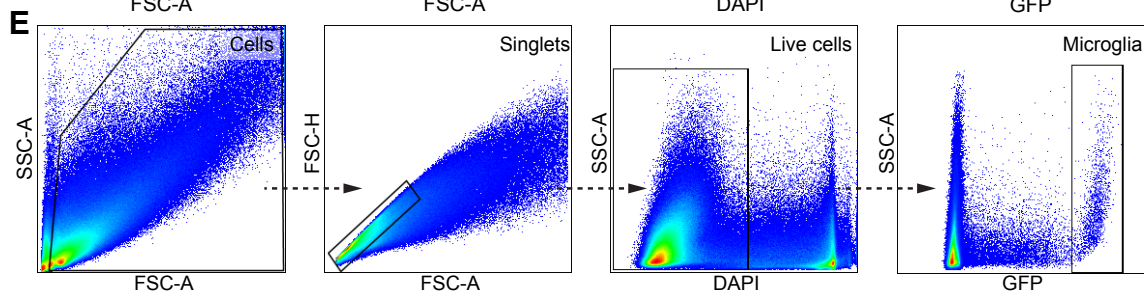 FSC-A FSC-A DAPI GFP
E
Cells Singlets Live cells Microglia
SSC-A FSC-H SSC-A SSC-A
FSC-A FSC-A DAPI GFP